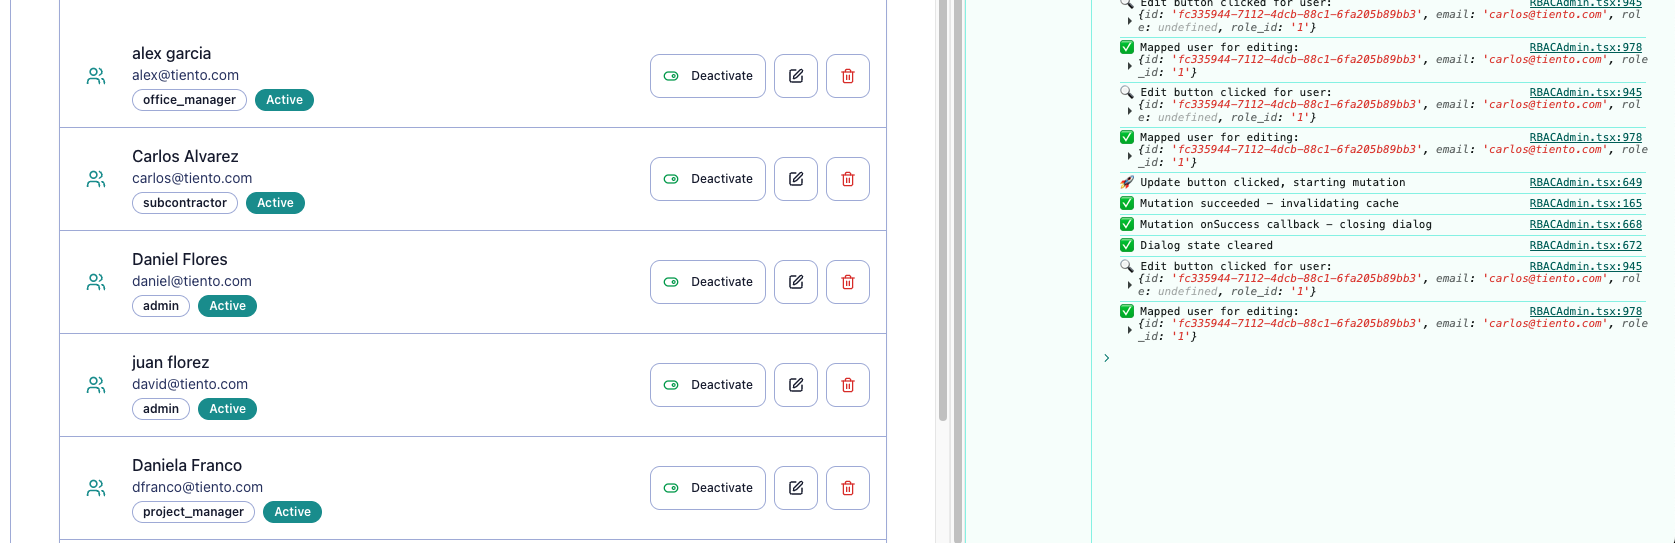 alex garcia
alex@tiento.com
office_manager Active
Deactivate
Carlos Alvarez
carlos@tiento.com
subcontractor Active
Deactivate
Daniel Flores
daniel@tiento.com
admin Active
Deactivate
juan florez
david@tiento.com
admin Active
Deactivate
Daniela Franco
dfranco@tiento.com
project_manager Active
Deactivate
🔍 Edit button clicked for user: RBACAdmin.tsx:945
{id: 'fc335944-7112-4dcb-88c1-6fa205b89bb3', email: 'carlos@tiento.com', rol
e: undefined, role_id: '1'}
✅ Mapped user for editing: RBACAdmin.tsx:978
{id: 'fc335944-7112-4dcb-88c1-6fa205b89bb3', email: 'carlos@tiento.com', role
_id: '1'}
🔍 Edit button clicked for user: RBACAdmin.tsx:945
{id: 'fc335944-7112-4dcb-88c1-6fa205b89bb3', email: 'carlos@tiento.com', rol
e: undefined, role_id: '1'}
✅ Mapped user for editing: RBACAdmin.tsx:978
{id: 'fc335944-7112-4dcb-88c1-6fa205b89bb3', email: 'carlos@tiento.com', role
_id: '1'}
🚀 Update button clicked, starting mutation RBACAdmin.tsx:649
✅ Mutation succeeded – invalidating cache RBACAdmin.tsx:165
✅ Mutation onSuccess callback – closing dialog RBACAdmin.tsx:668
✅ Dialog state cleared RBACAdmin.tsx:672
🔍 Edit button clicked for user: RBACAdmin.tsx:945
{id: 'fc335944-7112-4dcb-88c1-6fa205b89bb3', email: 'carlos@tiento.com', rol
e: undefined, role_id: '1'}
✅ Mapped user for editing: RBACAdmin.tsx:978
{id: 'fc335944-7112-4dcb-88c1-6fa205b89bb3', email: 'carlos@tiento.com', role
_id: '1'}